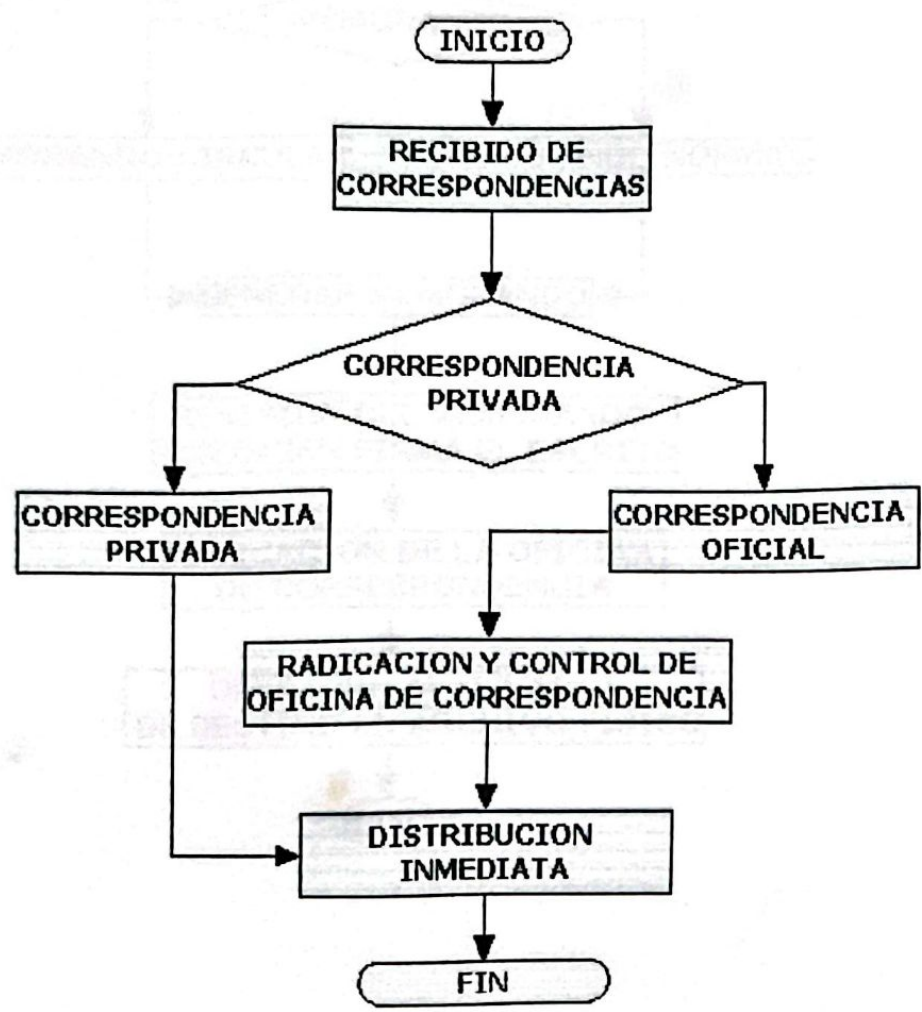 INICIO
RECIBIDO DE
CORRESPONDENCIAS
CORRESPONDENCIA
PRIVADA
CORRESPONDENCIA
PRIVADA
CORRESPONDENCIA
OFICIAL
RADICACION Y CONTROL DE
OFICINA DE CORRESPONDENCIA
DISTRIBUCION
INMEDIATA
FIN